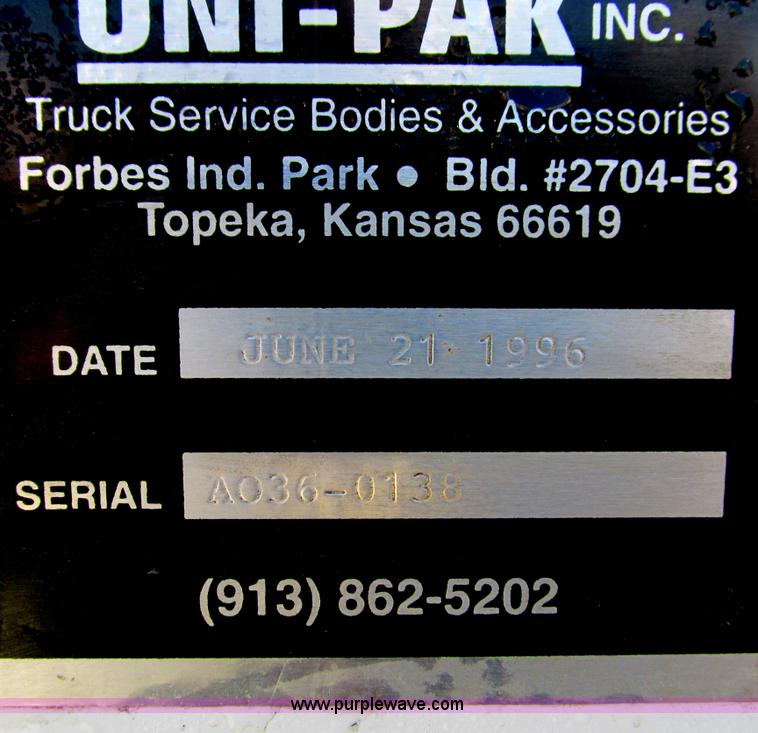 UNI-PAK INC.
Truck Service Bodies & Accessories
Forbes Ind. Park • Bld. #2704-E3
Topeka, Kansas 66619
DATE JUNE 21 1996
SERIAL AO36-0138
(913) 862-5202
www.purplewave.com